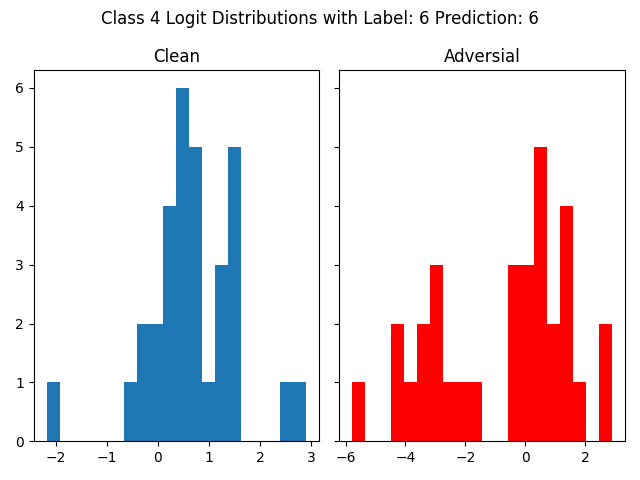 Class 4 Logit Distributions with Label: 6 Prediction: 6
Clean
Adversial
6
5
4
3
2
1
0
−2 −1 0 1 2 3
−6 −4 −2 0 2